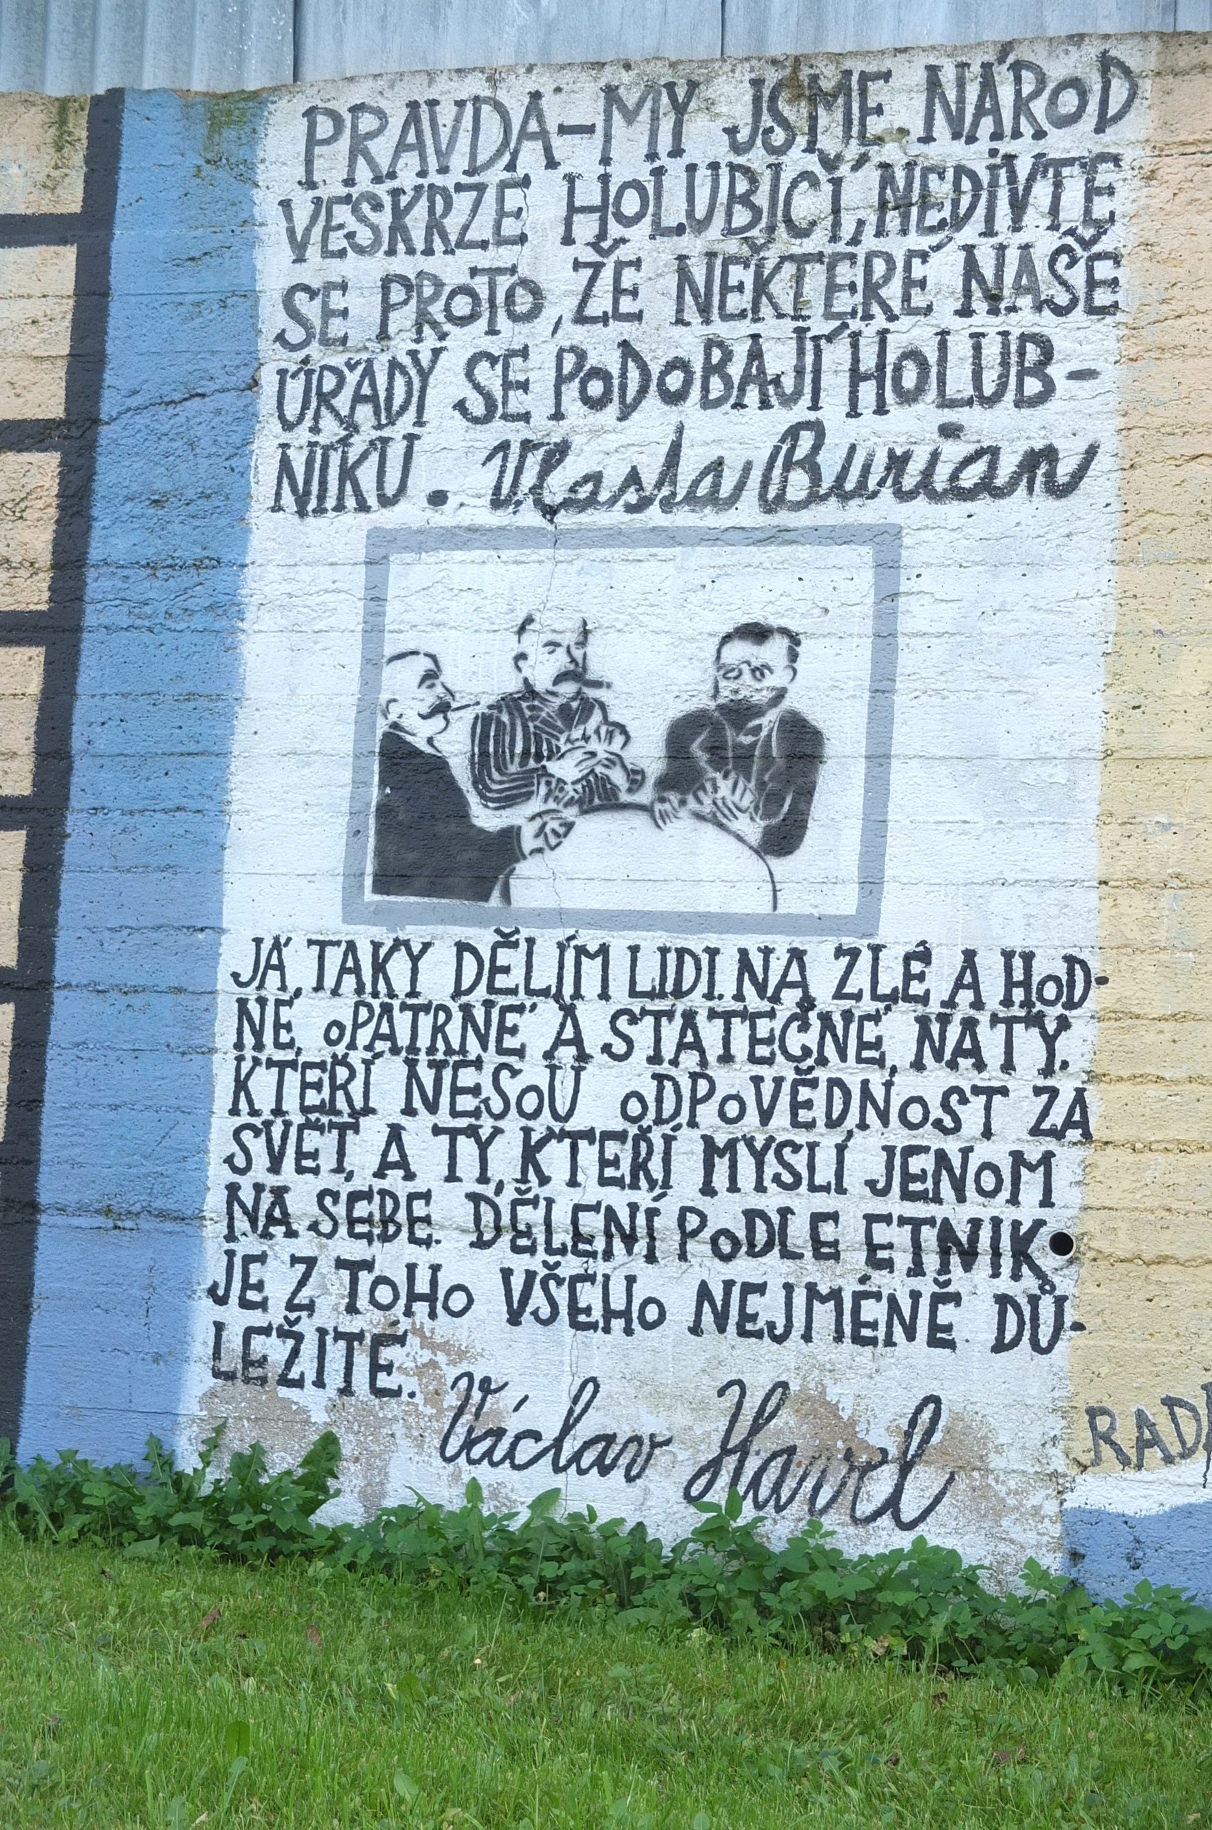 PRAVDA-MY JSME NÁROD
VESKRZE HOLUBIČÍ, NEDIVTE
SE PROTO, ŽE NĚKTERÉ NAŠE
ÚŘADY SE PODOBAJÍ HOLUB-
NÍKU. Vlasta Burian
JÁ, TAKY DĚLÍM LIDI. NA ZLÉ A HOD-
NÉ, OPATRNÉ A STATEČNÉ, NA TY,
KTEŘÍ NESOU ODPOVĚDNOST ZA
SVĚT, A TY, KTEŘÍ MYSLÍ JENOM
NA SEBE. DĚLENÍ PODLE ETNIK
JE Z TOHO VŠEHO NEJMÉNĚ DŮ-
LEŽITÉ.
Václav Havel